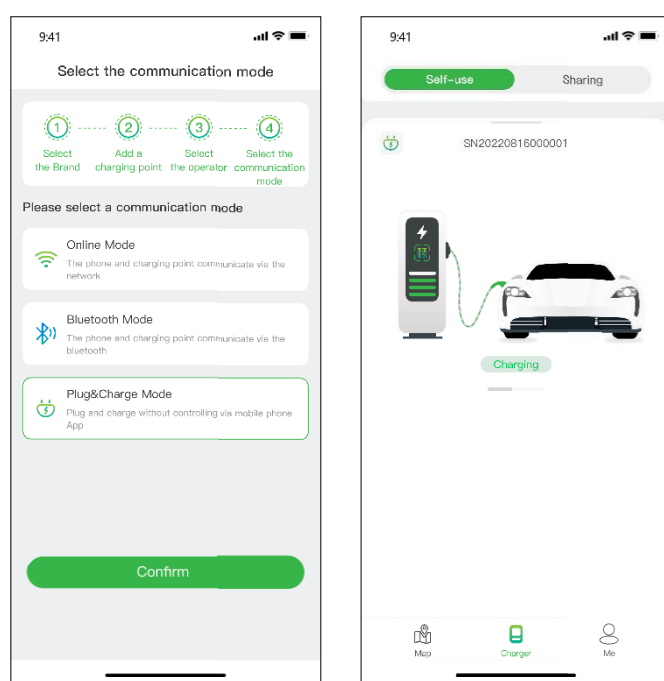 9:41
Select the communication mode
1
2
3
4
Select
the Brand
Add a
charging point
Select
the operator
Select the
communication
mode
Please select a communication mode
Online Mode
The phone and charging point communicate via the
network
Bluetooth Mode
The phone and charging point communicate via the
bluetooth
Plug&Charge Mode
Plug and charge without controlling via mobile phone
App
Confirm
9:41
Self-use
Sharing
SN20220816000001
Charging
Map
Charger
Me